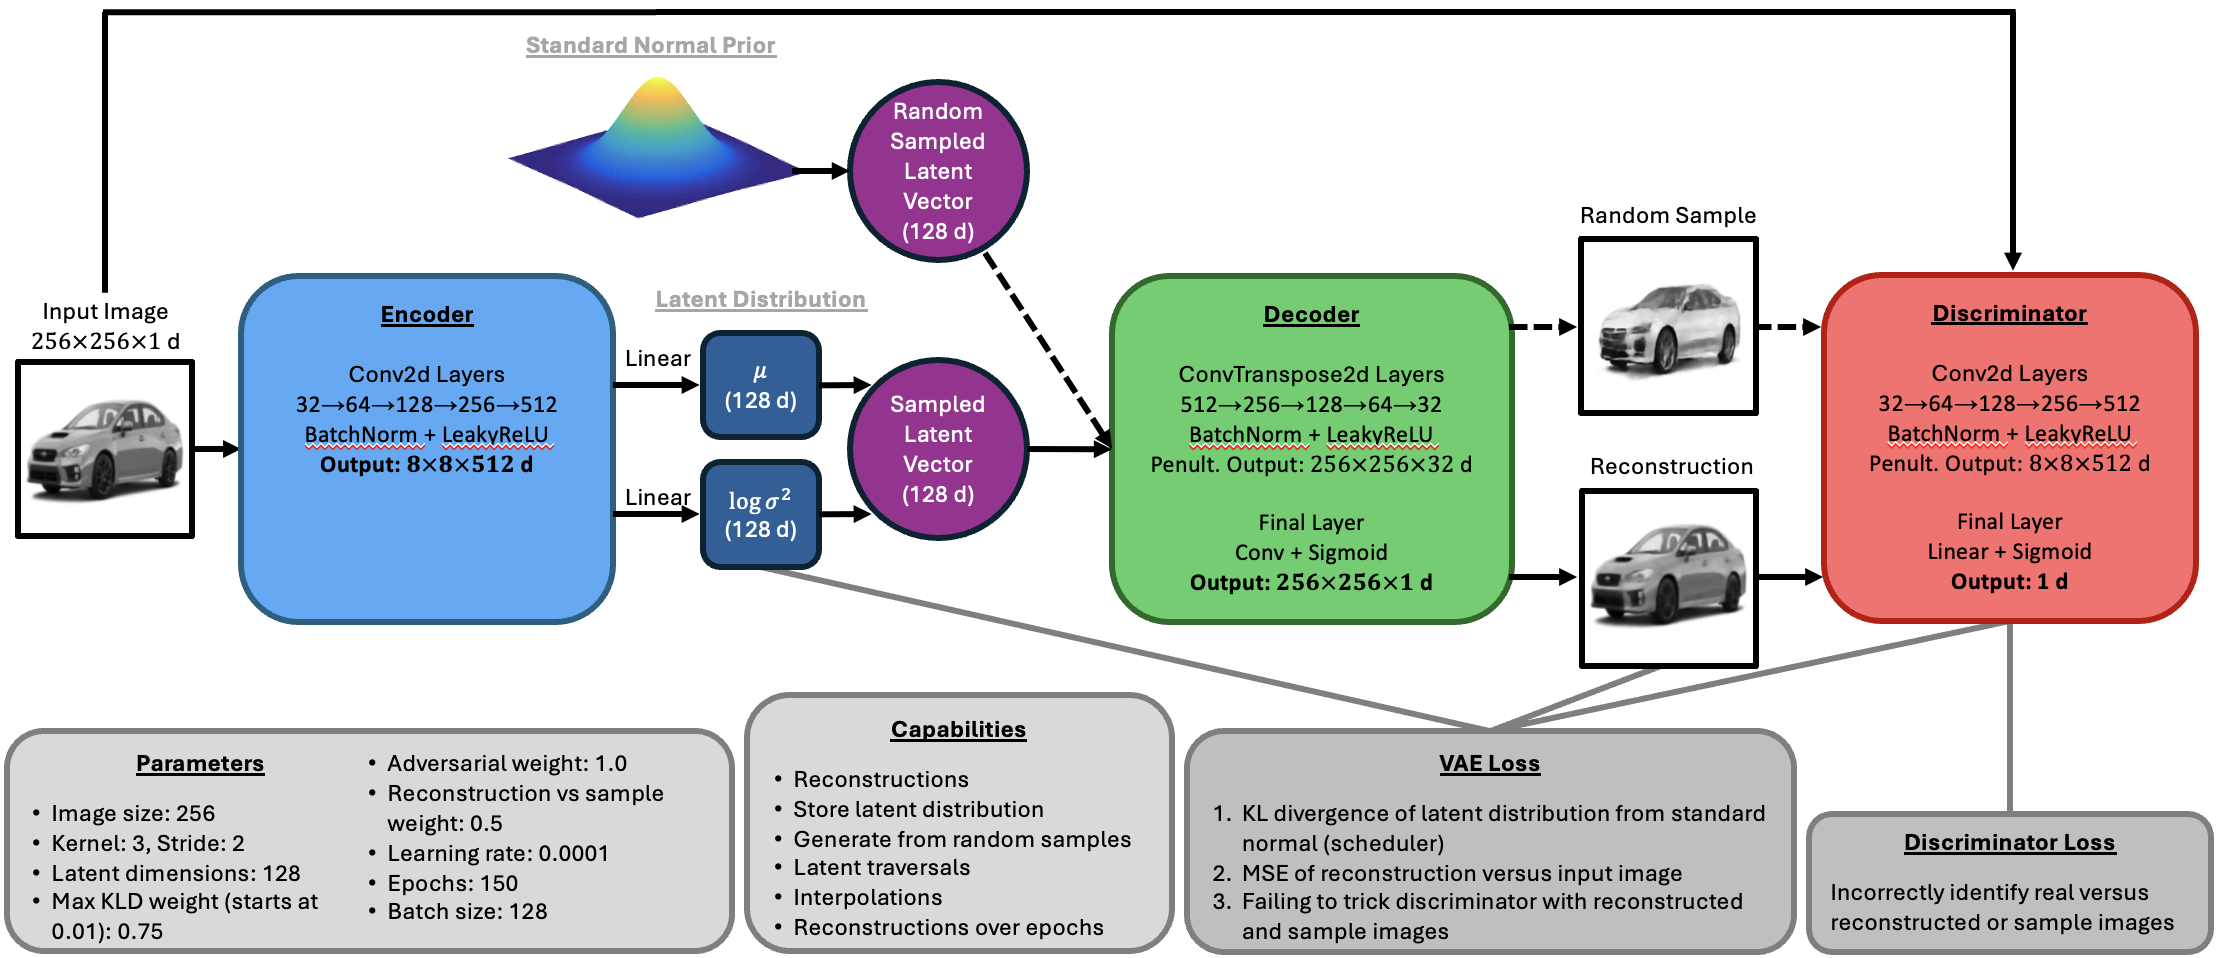 Standard Normal Prior
Random
Sampled
Latent
Vector
(128 d)
Input Image
256×256×1 d
Encoder
Conv2d Layers
32→64→128→256→512
BatchNorm + LeakyReLU
Output: 8×8×512 d
Latent Distribution
Linear
μ
(128 d)
Linear
log σ²
(128 d)
Sampled
Latent
Vector
(128 d)
Decoder
ConvTranspose2d Layers
512→256→128→64→32
BatchNorm + LeakyReLU
Penult. Output: 256×256×32 d
Final Layer
Conv + Sigmoid
Output: 256×256×1 d
Random Sample
Reconstruction
Discriminator
Conv2d Layers
32→64→128→256→512
BatchNorm + LeakyReLU
Penult. Output: 8×8×512 d
Final Layer
Linear + Sigmoid
Output: 1 d
Parameters
• Image size: 256
• Kernel: 3, Stride: 2
• Latent dimensions: 128
• Max KLD weight (starts at
0.01): 0.75
• Adversarial weight: 1.0
• Reconstruction vs sample
weight: 0.5
• Learning rate: 0.0001
• Epochs: 150
• Batch size: 128
Capabilities
• Reconstructions
• Store latent distribution
• Generate from random samples
• Latent traversals
• Interpolations
• Reconstructions over epochs
VAE Loss
1. KL divergence of latent distribution from standard
normal (scheduler)
2. MSE of reconstruction versus input image
3. Failing to trick discriminator with reconstructed
and sample images
Discriminator Loss
Incorrectly identify real versus
reconstructed or sample images